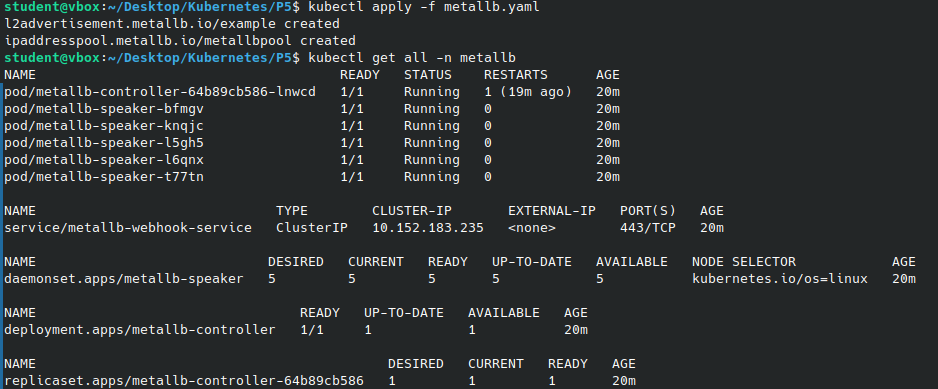 student@vbox:~/Desktop/Kubernetes/P5$ kubectl apply -f metallb.yaml
l2advertisement.metallb.io/example created
ipaddresspool.metallb.io/metallbpool created
student@vbox:~/Desktop/Kubernetes/P5$ kubectl get all -n metallb
NAME READY STATUS RESTARTS AGE
pod/metallb-controller-64b89cb586-lnwcd 1/1 Running 1 (19m ago) 20m
pod/metallb-speaker-bfmgv 1/1 Running 0 20m
pod/metallb-speaker-knqjc 1/1 Running 0 20m
pod/metallb-speaker-l5gh5 1/1 Running 0 20m
pod/metallb-speaker-l6qnx 1/1 Running 0 20m
pod/metallb-speaker-t77tn 1/1 Running 0 20m
NAME TYPE CLUSTER-IP EXTERNAL-IP PORT(S) AGE
service/metallb-webhook-service ClusterIP 10.152.183.235 <none> 443/TCP 20m
NAME DESIRED CURRENT READY UP-TO-DATE AVAILABLE NODE SELECTOR AGE
daemonset.apps/metallb-speaker 5 5 5 5 5 kubernetes.io/os=linux 20m
NAME READY UP-TO-DATE AVAILABLE AGE
deployment.apps/metallb-controller 1/1 1 1 20m
NAME DESIRED CURRENT READY AGE
replicaset.apps/metallb-controller-64b89cb586 1 1 1 20m